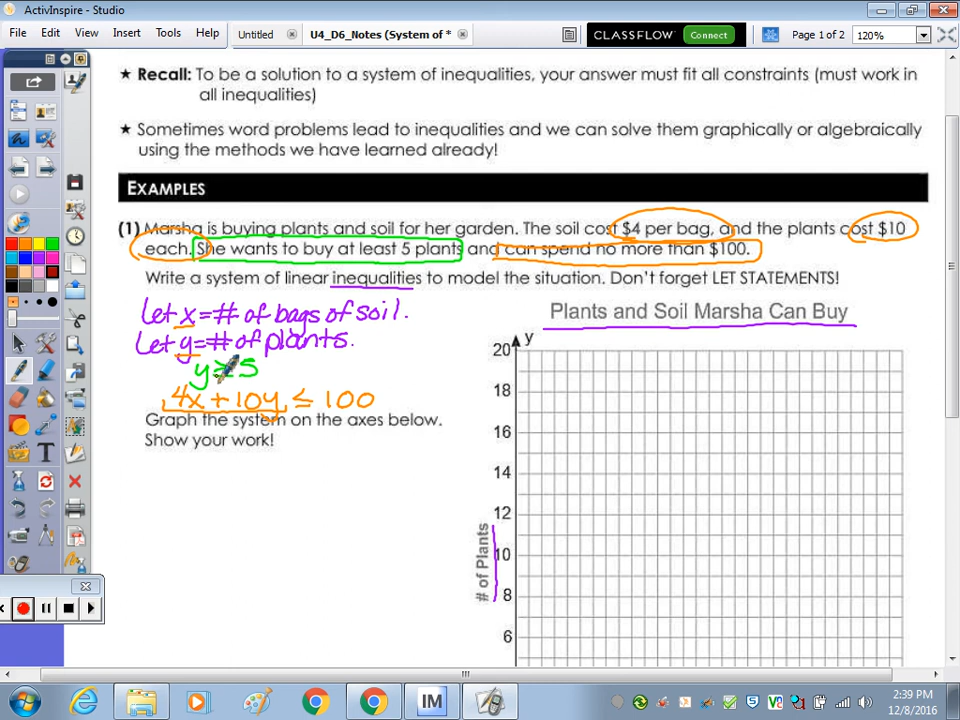 ActivInspire - Studio
File Edit View Insert Tools Help Untitled U4_D6_Notes (System of * CLASSFLOW Connect Page 1 of 2 120%
★ Recall: To be a solution to a system of inequalities, your answer must fit all constraints (must work in
all inequalities)
★ Sometimes word problems lead to inequalities and we can solve them graphically or algebraically
using the methods we have learned already!
EXAMPLES
(1) Marsha is buying plants and soil for her garden. The soil cost $4 per bag, and the plants cost $10
each. She wants to buy at least 5 plants and can spend no more than $100.
Write a system of linear inequalities to model the situation. Don't forget LET STATEMENTS!
let x = # of bags of soil.
Let y = # of plants.
y ≥ 5
4x + 10y ≤ 100
Graph the system on the axes below.
Show your work!
Plants and Soil Marsha Can Buy
y
20
18
16
14
12
10
8
6
# of Plants
IM
2:39 PM
12/8/2016